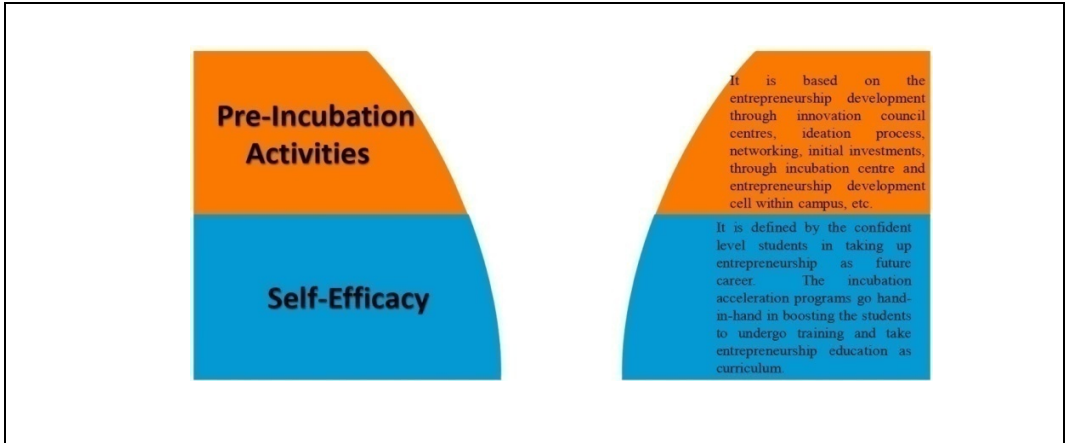 Pre-Incubation
Activities
It is based on the
entrepreneurship development
through innovation council
centres, ideation process,
networking, initial investments,
through incubation centre and
entrepreneurship development
cell within campus, etc.
Self-Efficacy
It is defined by the confident
level students in taking up
entrepreneurship as future
career. The incubation
acceleration programs go hand-
in-hand in boosting the students
to undergo training and take
entrepreneurship education as
curriculum.